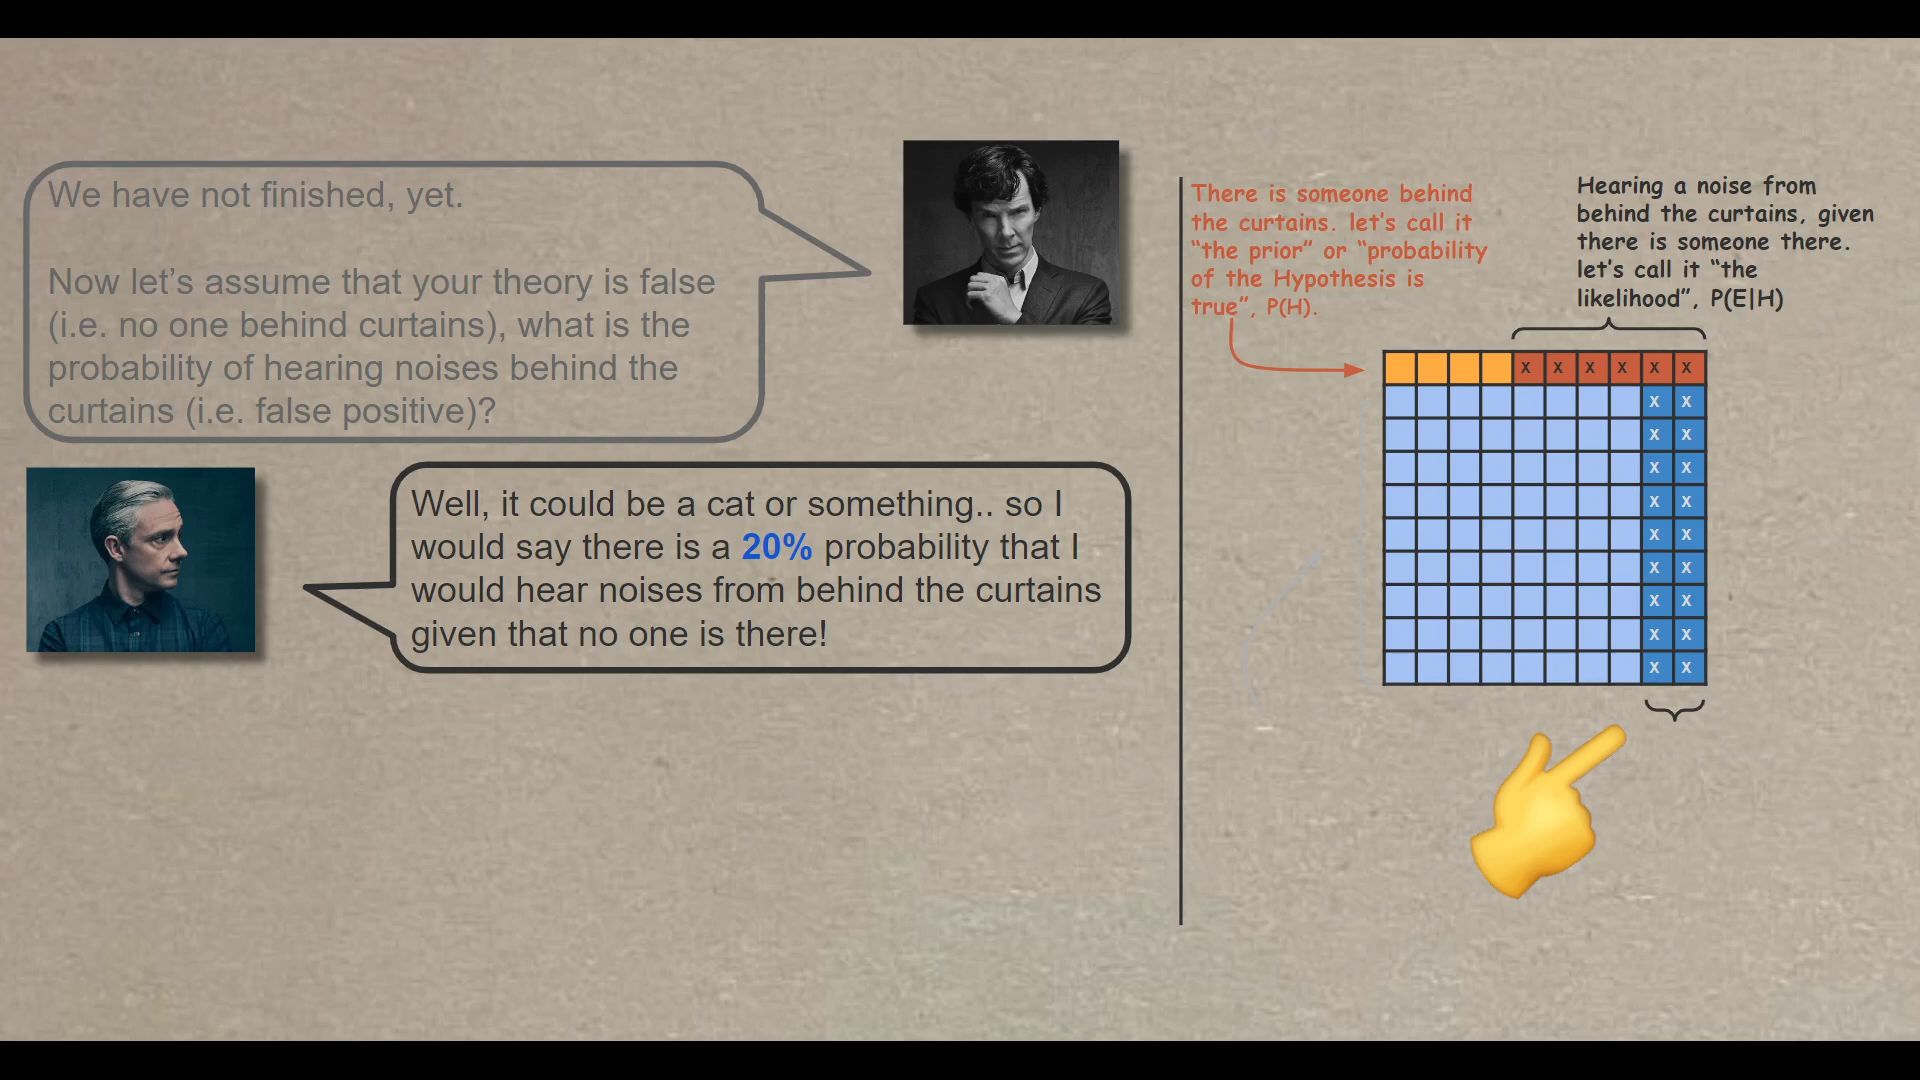 We have not finished, yet.
Now let's assume that your theory is false
(i.e. no one behind curtains), what is the
probability of hearing noises behind the
curtains (i.e. false positive)?
Well, it could be a cat or something.. so I
would say there is a 20% probability that I
would hear noises from behind the curtains
given that no one is there!
There is someone behind
the curtains. let's call it
“the prior” or “probability
of the Hypothesis is
true”, P(H).
Hearing a noise from
behind the curtains, given
there is someone there.
let's call it “the
likelihood”, P(E|H)
x x x x x x
x x
x x
x x
x x
x x
x x
x x
x x
x x